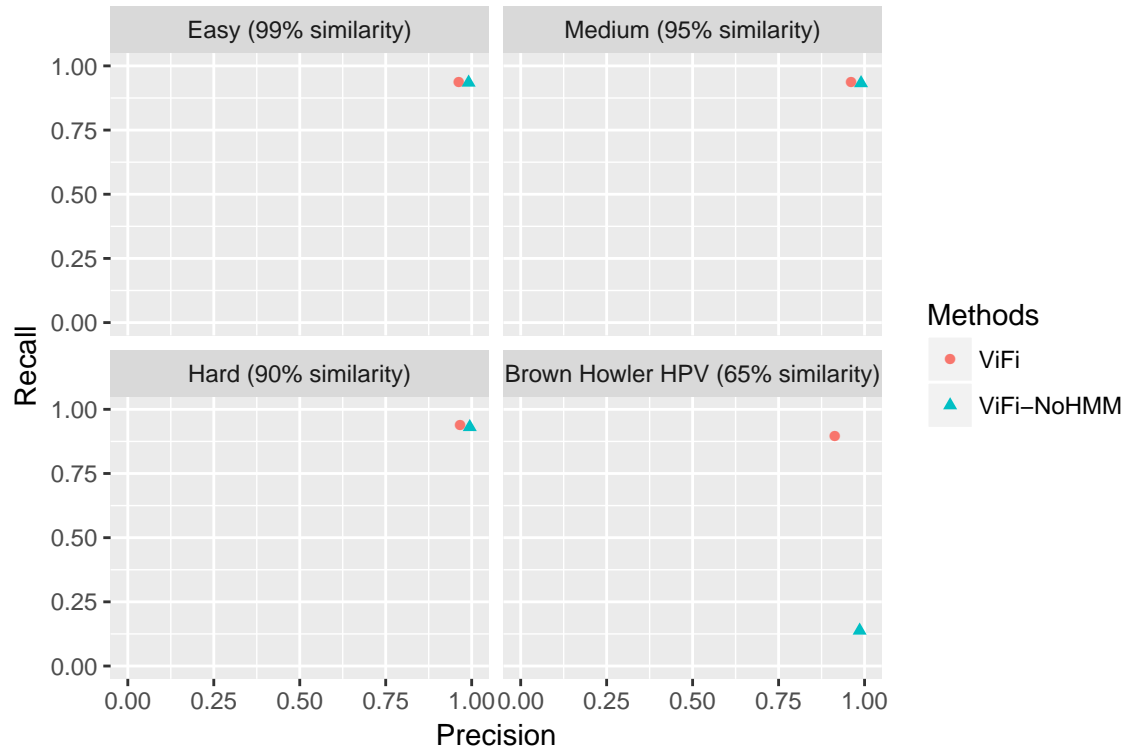 Easy (99% similarity)
Medium (95% similarity)
1.00
0.75
0.50
0.25
0.00
Hard (90% similarity)
Brown Howler HPV (65% similarity)
1.00
0.75
0.50
0.25
0.00
0.00 0.25 0.50 0.75 1.00
0.00 0.25 0.50 0.75 1.00
Precision
Recall
Methods
ViFi
ViFi−NoHMM